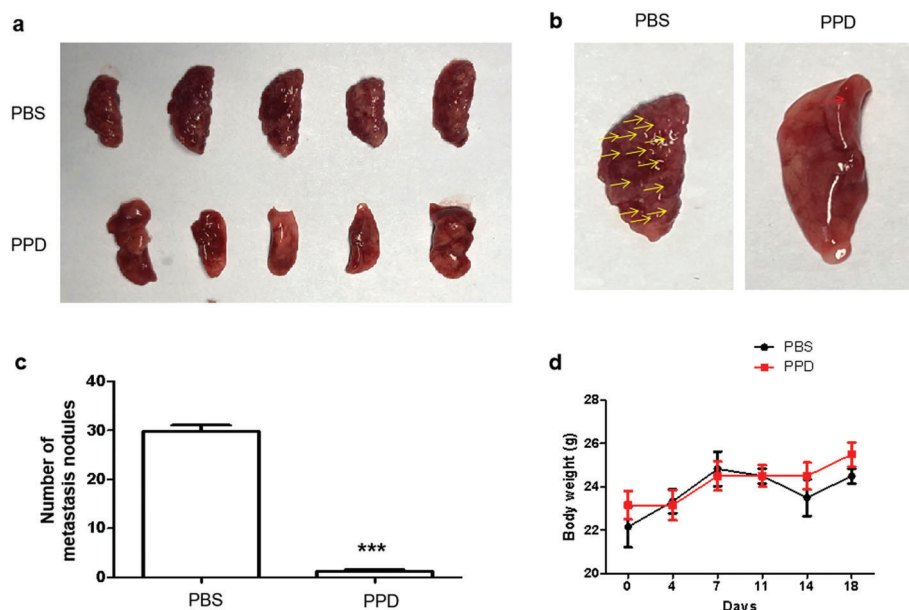 a
PBS
PPD
b
PBS PPD
c
Number of
metastasis nodules
40
30
20
10
0
***
PBS PPD
d
PBS
PPD
Body weight (g)
28
26
24
22
20
0 4 7 11 14 18
Days